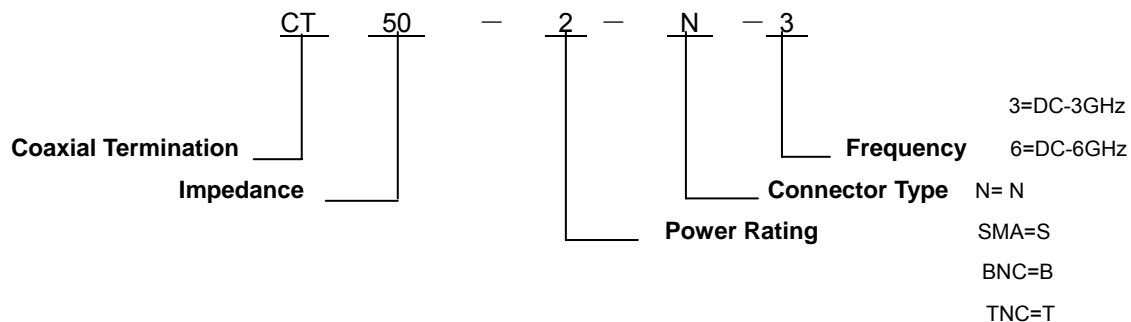 CT 50 — 2 — N — 3
3=DC-3GHz
Coaxial Termination Frequency 6=DC-6GHz
Impedance Connector Type N= N
Power Rating SMA=S
BNC=B
TNC=T